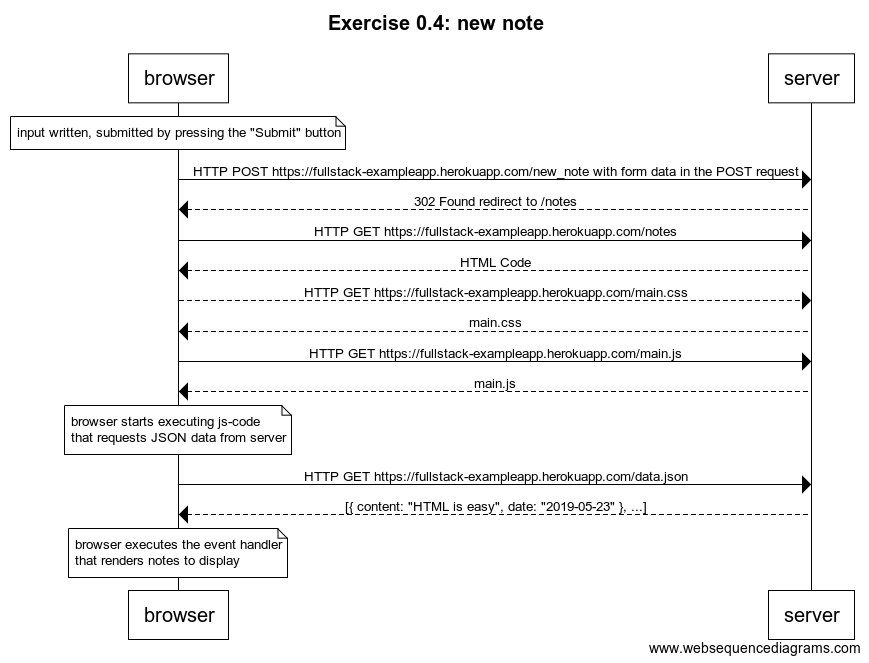 Exercise 0.4: new note
browser
server
input written, submitted by pressing the "Submit" button
HTTP POST https://fullstack-exampleapp.herokuapp.com/new_note with form data in the POST request
302 Found redirect to /notes
HTTP GET https://fullstack-exampleapp.herokuapp.com/notes
HTML Code
HTTP GET https://fullstack-exampleapp.herokuapp.com/main.css
main.css
HTTP GET https://fullstack-exampleapp.herokuapp.com/main.js
main.js
browser starts executing js-code
that requests JSON data from server
HTTP GET https://fullstack-exampleapp.herokuapp.com/data.json
[{ content: "HTML is easy", date: "2019-05-23" }, ...]
browser executes the event handler
that renders notes to display
browser
server
www.websequencediagrams.com